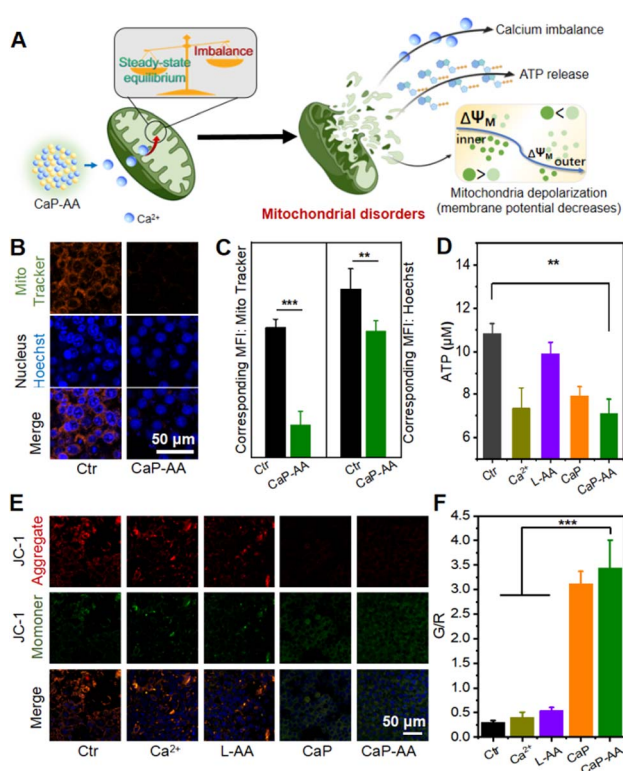 A
Steady-state
equilibrium
Imbalance
CaP-AA
Ca²⁺
Mitochondrial disorders
Calcium imbalance
ATP release
ΔΨM
inner
<
ΔΨM
outer
>
Mitochondria depolarization
(membrane potential decreases)
B
Mito
Tracker
Nucleus
Hoechst
Merge
50 μm
Ctr
CaP-AA
C
Corresponding MFI: Mito Tracker
***
**
Corresponding MFI: Hoechst
Ctr
CaP-AA
Ctr
CaP-AA
D
ATP (μM)
14
12
10
8
6
**
Ctr
Ca²⁺
L-AA
CaP
CaP-AA
E
JC-1
Aggregate
JC-1
Momoner
Merge
50 μm
Ctr
Ca²⁺
L-AA
CaP
CaP-AA
F
G/R
4.5
4.0
3.5
3.0
2.5
2.0
1.5
1.0
0.5
0.0
***
Ctr
Ca²⁺
L-AA
CaP
CaP-AA